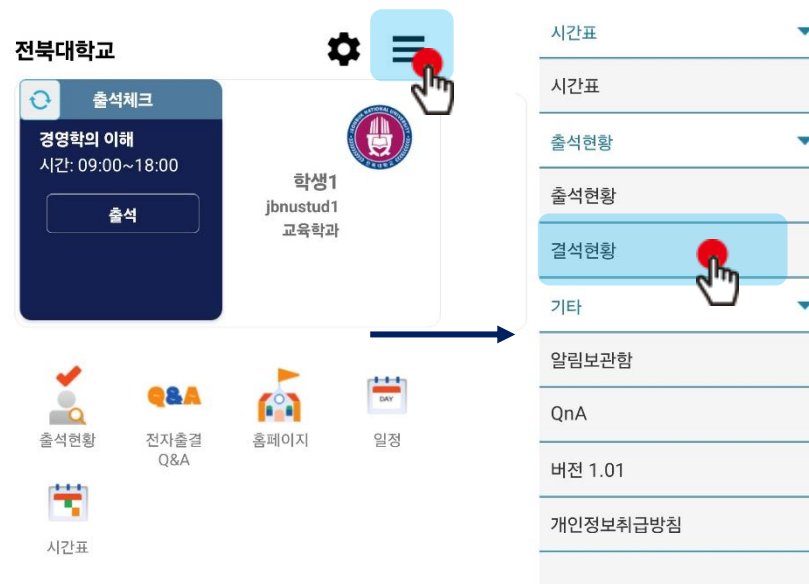 전북대학교
출석체크
경영학의 이해
시간: 09:00~18:00
출석
학생1
jbnustud1
교육학과
Q&A
DAY
출석현황
전자출결
Q&A
홈페이지
일정
시간표
시간표
시간표
출석현황
출석현황
결석현황
기타
알림보관함
QnA
버전 1.01
개인정보취급방침